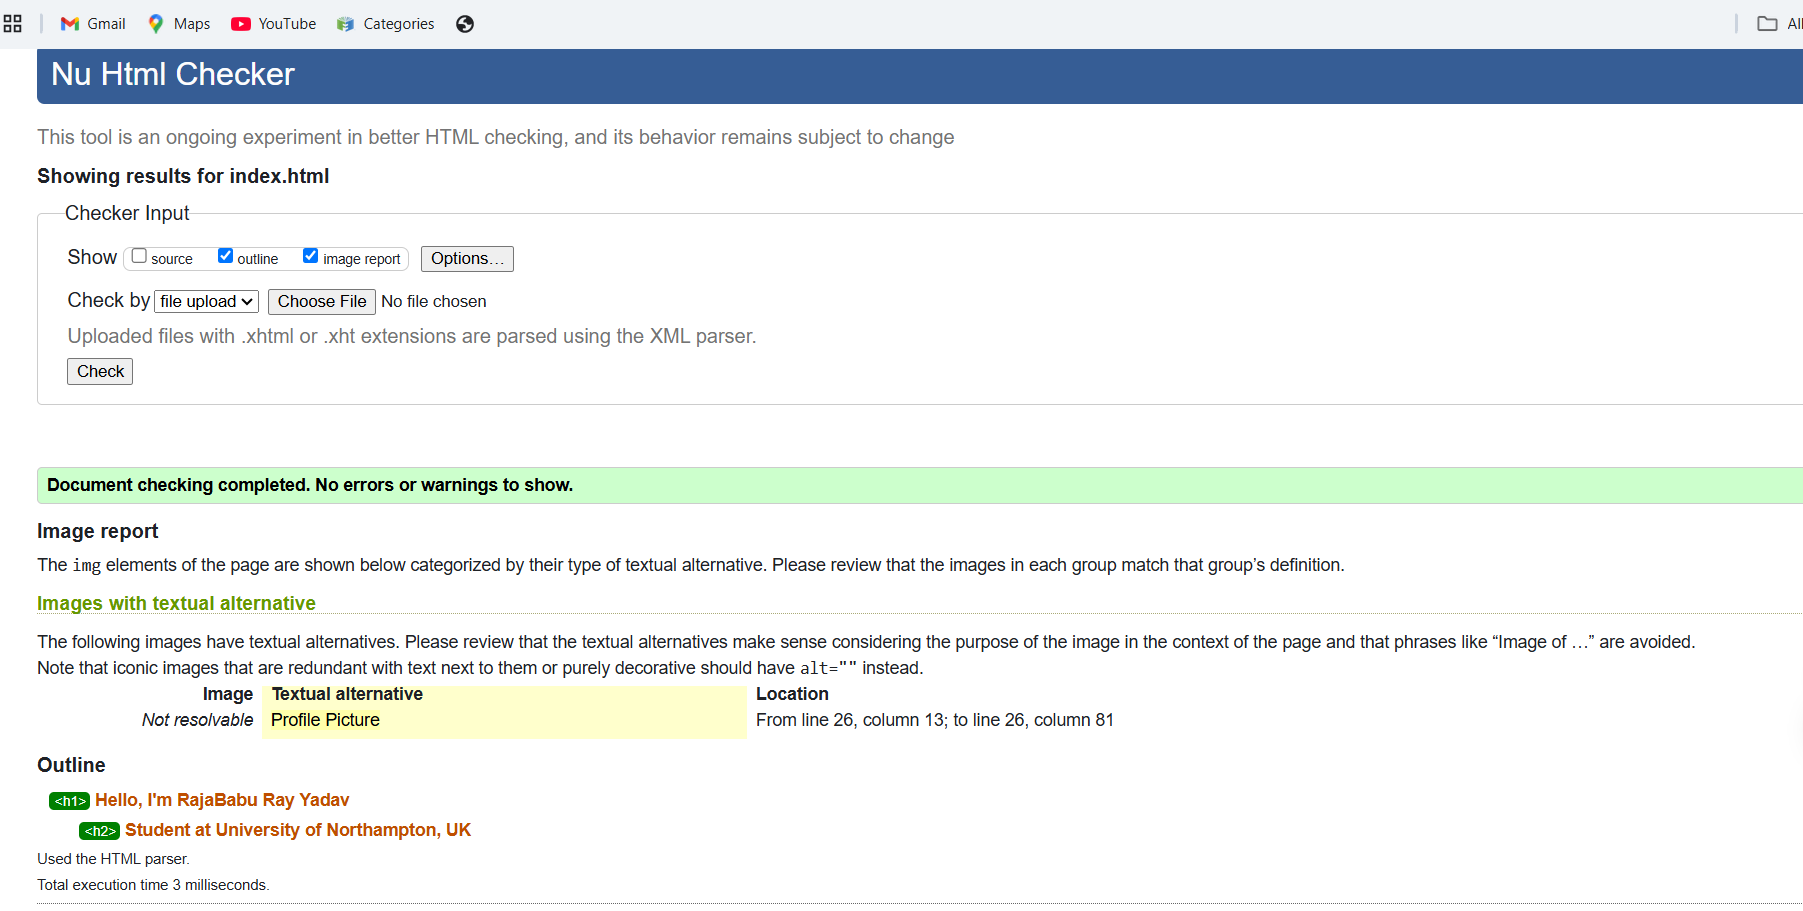 Gmail Maps YouTube Categories
Nu Html Checker
This tool is an ongoing experiment in better HTML checking, and its behavior remains subject to change
Showing results for index.html
Checker Input
Show source outline image report Options…
Check by file upload Choose File No file chosen
Uploaded files with .xhtml or .xht extensions are parsed using the XML parser.
Check
Document checking completed. No errors or warnings to show.
Image report
The img elements of the page are shown below categorized by their type of textual alternative. Please review that the images in each group match that group’s definition.
Images with textual alternative
The following images have textual alternatives. Please review that the textual alternatives make sense considering the purpose of the image in the context of the page and that phrases like “Image of …” are avoided.
Note that iconic images that are redundant with text next to them or purely decorative should have alt="" instead.
Image Textual alternative Location
Not resolvable Profile Picture From line 26, column 13; to line 26, column 81
Outline
<h1> Hello, I'm RajaBabu Ray Yadav
<h2> Student at University of Northampton, UK
Used the HTML parser.
Total execution time 3 milliseconds.